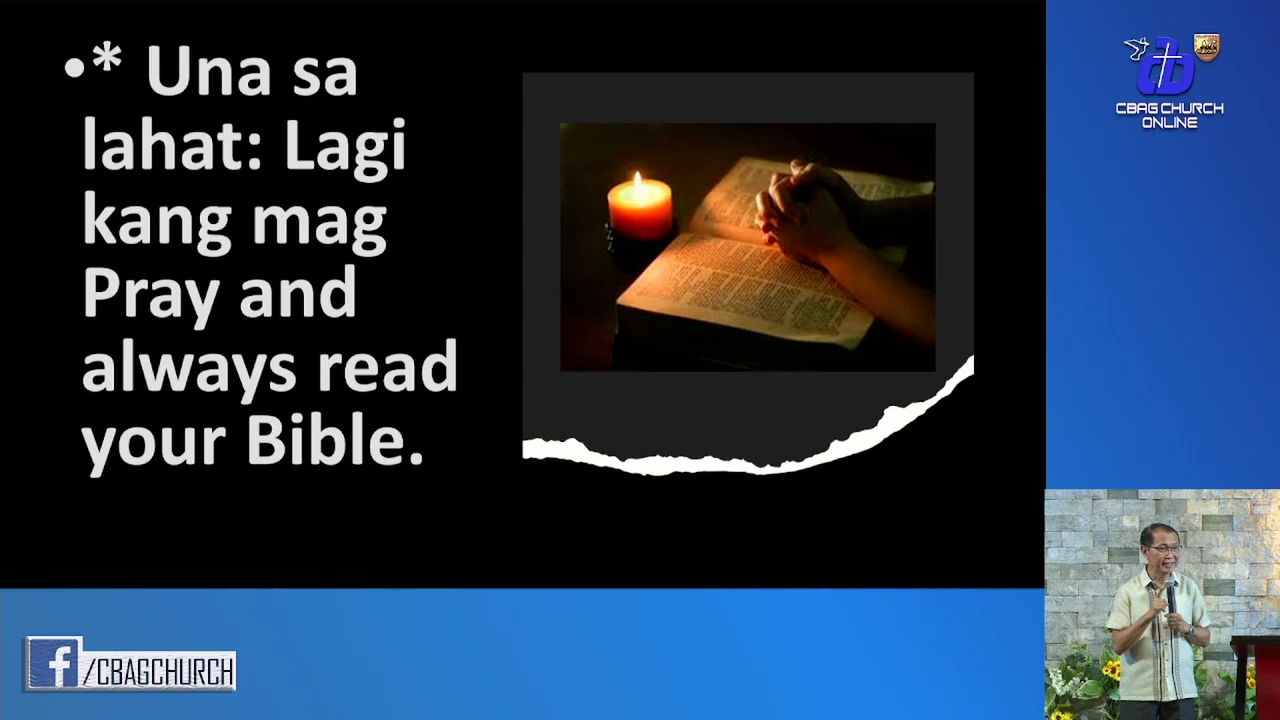 •* Una sa
lahat: Lagi
kang mag
Pray and
always read
your Bible.
CBAG CHURCH
ONLINE
f/CBAGCHURCH